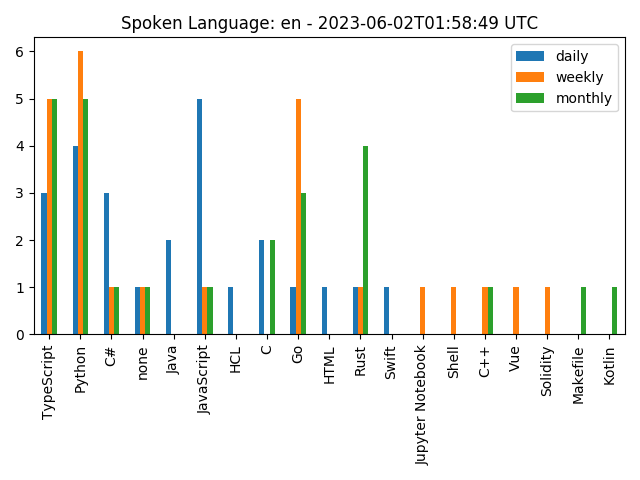 Spoken Language: en - 2023-06-02T01:58:49 UTC
daily
weekly
monthly
6
5
4
3
2
1
0
TypeScript
Python
C#
none
Java
JavaScript
HCL
C
Go
HTML
Rust
Swift
Jupyter Notebook
Shell
C++
Vue
Solidity
Makefile
Kotlin